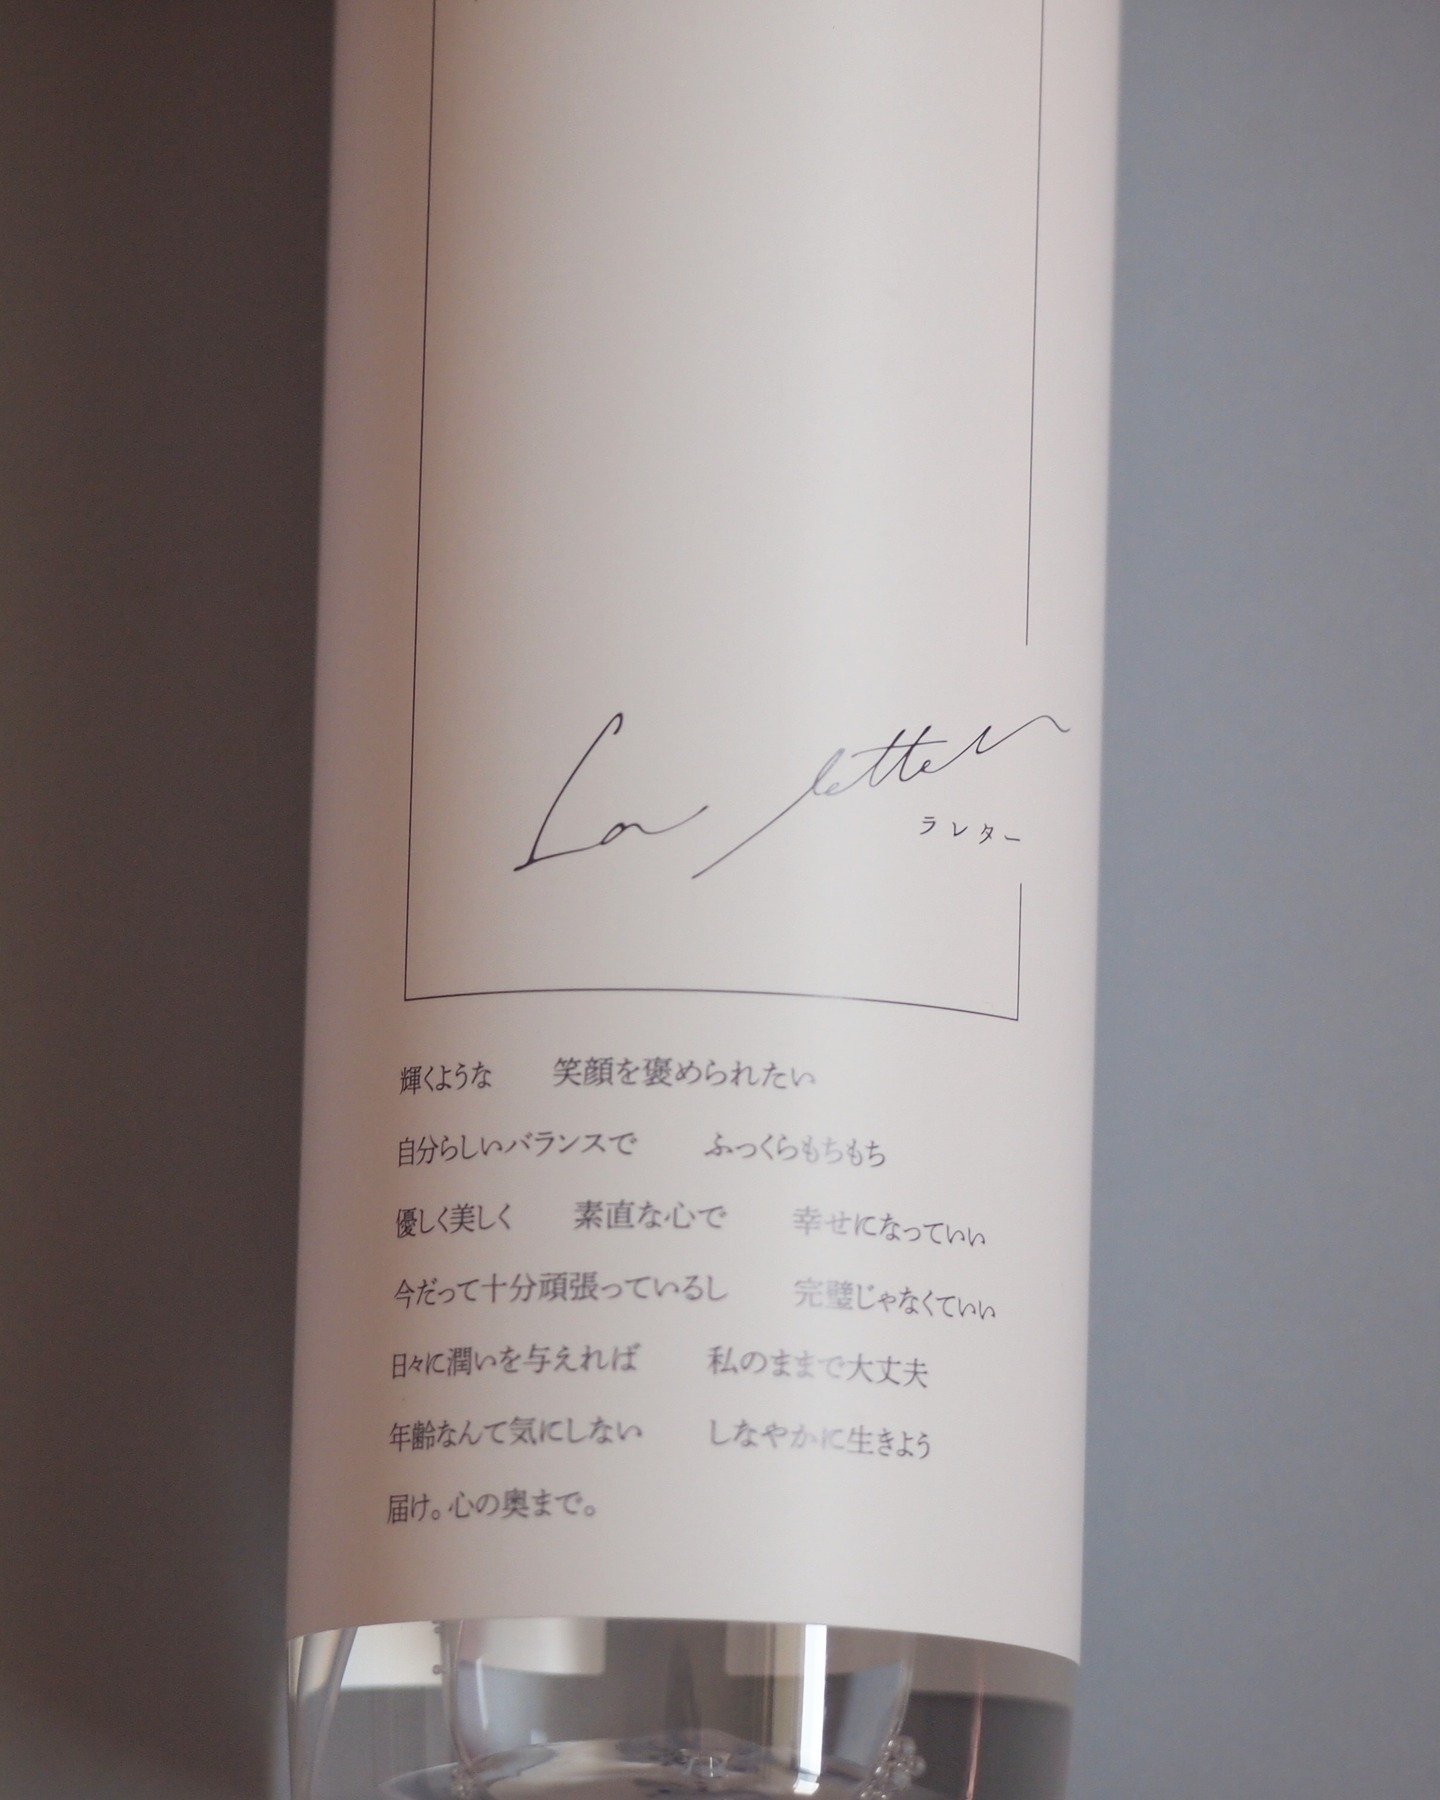 La letter
ラレター
輝くような　笑顔を褒められたい
自分らしいバランスで　ふっくらもちもち
優しく美しく　素直な心で　幸せになっていい
今だって十分頑張っているし　完璧じゃなくていい
日々に潤いを与えれば　私のままで大丈夫
年齢なんて気にしない　しなやかに生きよう
届け。心の奥まで。